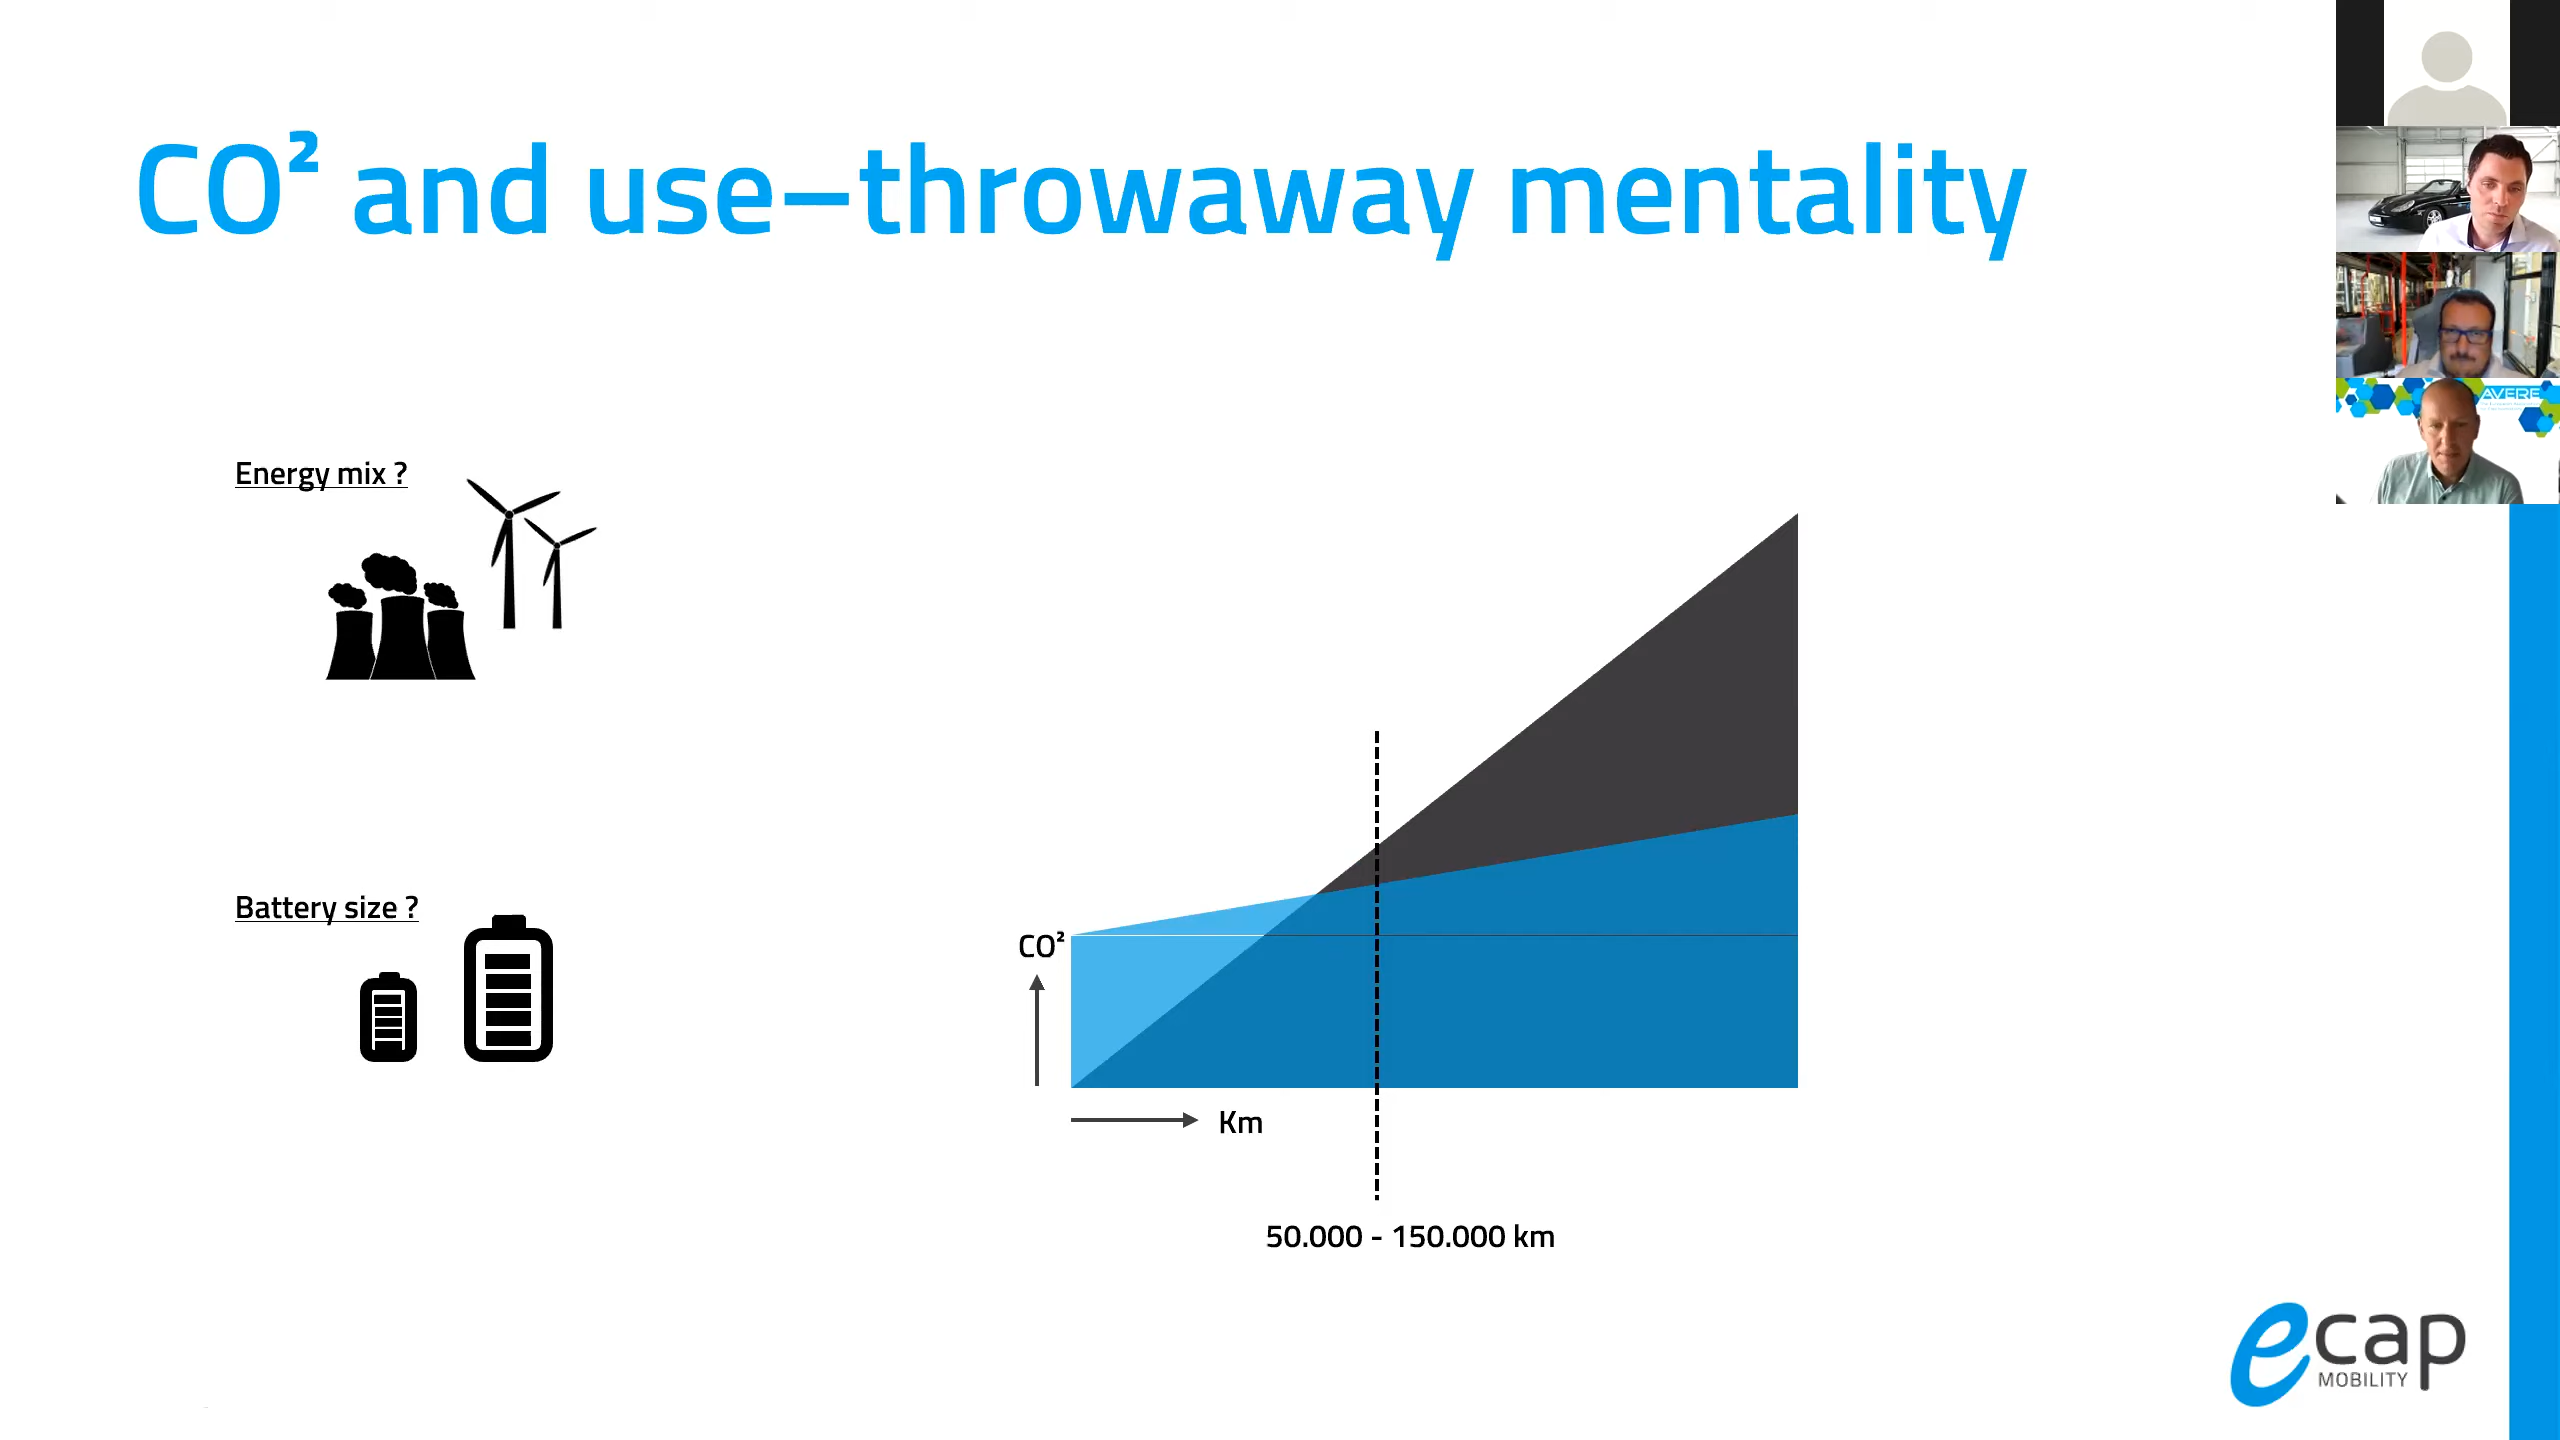 CO² and use–throwaway mentality
AVERE
Energy mix ?
Battery size ?
CO²
Km
50.000 - 150.000 km
ecap
MOBILITY